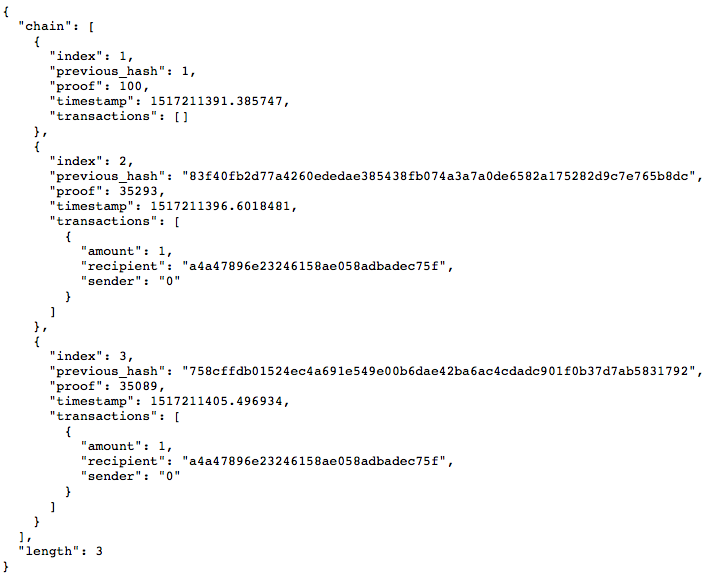 {
  "chain": [
    {
      "index": 1,
      "previous_hash": 1,
      "proof": 100,
      "timestamp": 1517211391.385747,
      "transactions": []
    },
    {
      "index": 2,
      "previous_hash": "83f40fb2d77a4260ededae385438fb074a3a7a0de6582a175282d9c7e765b8dc",
      "proof": 35293,
      "timestamp": 1517211396.6018481,
      "transactions": [
        {
          "amount": 1,
          "recipient": "a4a47896e23246158ae058adbadec75f",
          "sender": "0"
        }
      ]
    },
    {
      "index": 3,
      "previous_hash": "758cffdb01524ec4a691e549e00b6dae42ba6ac4cdadc901f0b37d7ab5831792",
      "proof": 35089,
      "timestamp": 1517211405.496934,
      "transactions": [
        {
          "amount": 1,
          "recipient": "a4a47896e23246158ae058adbadec75f",
          "sender": "0"
        }
      ]
    }
  ],
  "length": 3
}